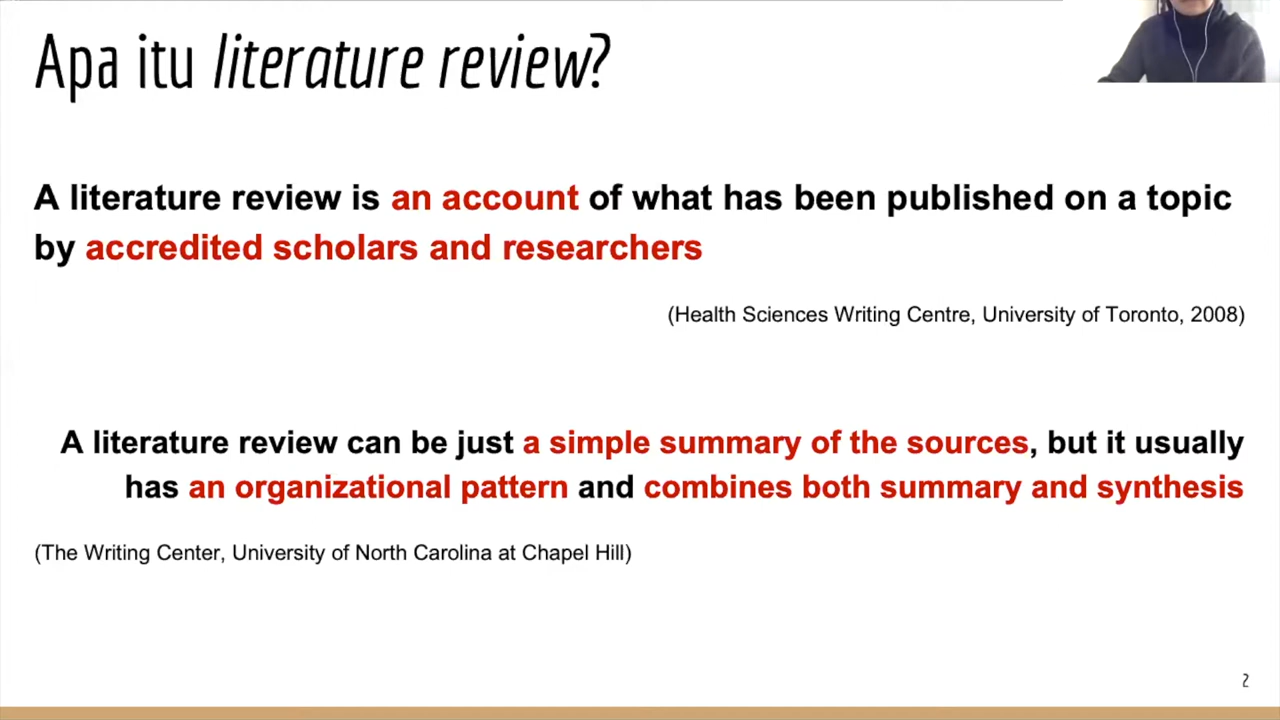 Apa itu literature review?
A literature review is an account of what has been published on a topic
by accredited scholars and researchers
(Health Sciences Writing Centre, University of Toronto, 2008)
A literature review can be just a simple summary of the sources, but it usually
has an organizational pattern and combines both summary and synthesis
(The Writing Center, University of North Carolina at Chapel Hill)
2